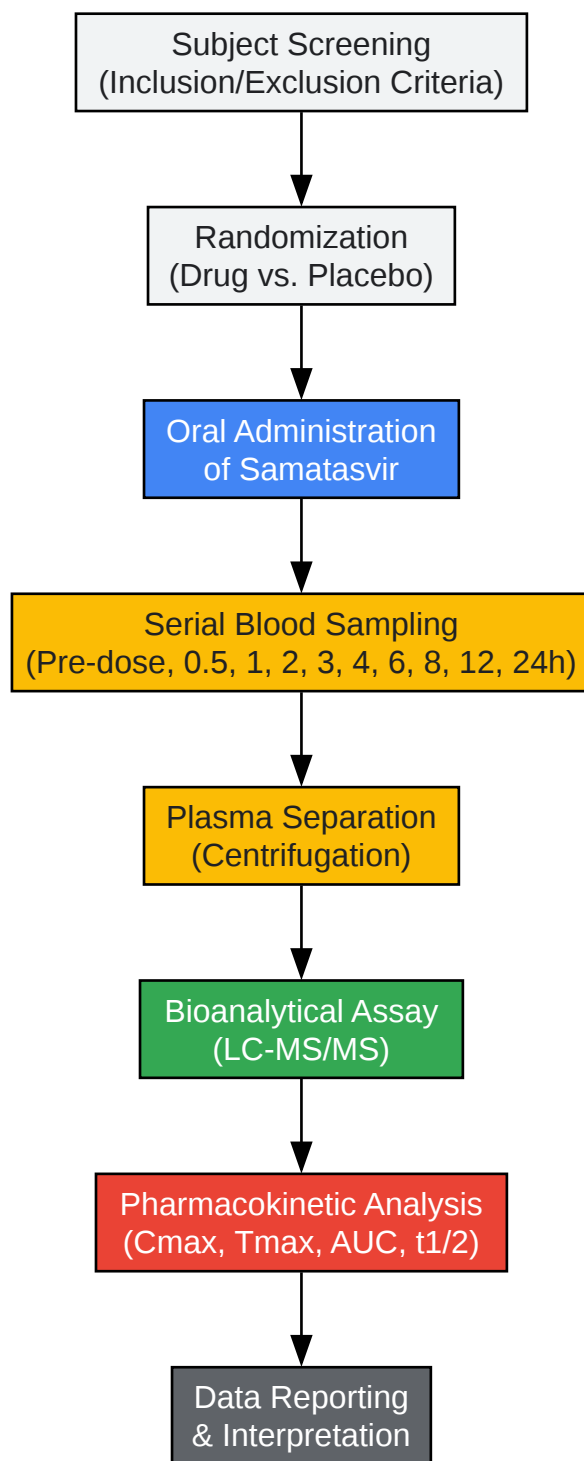 Subject Screening
(Inclusion/Exclusion Criteria)
Randomization
(Drug vs. Placebo)
Oral Administration
of Samatasvir
Serial Blood Sampling
(Pre-dose, 0.5, 1, 2, 3, 4, 6, 8, 12, 24h)
Plasma Separation
(Centrifugation)
Bioanalytical Assay
(LC-MS/MS)
Pharmacokinetic Analysis
(Cmax, Tmax, AUC, t1/2)
Data Reporting
& Interpretation